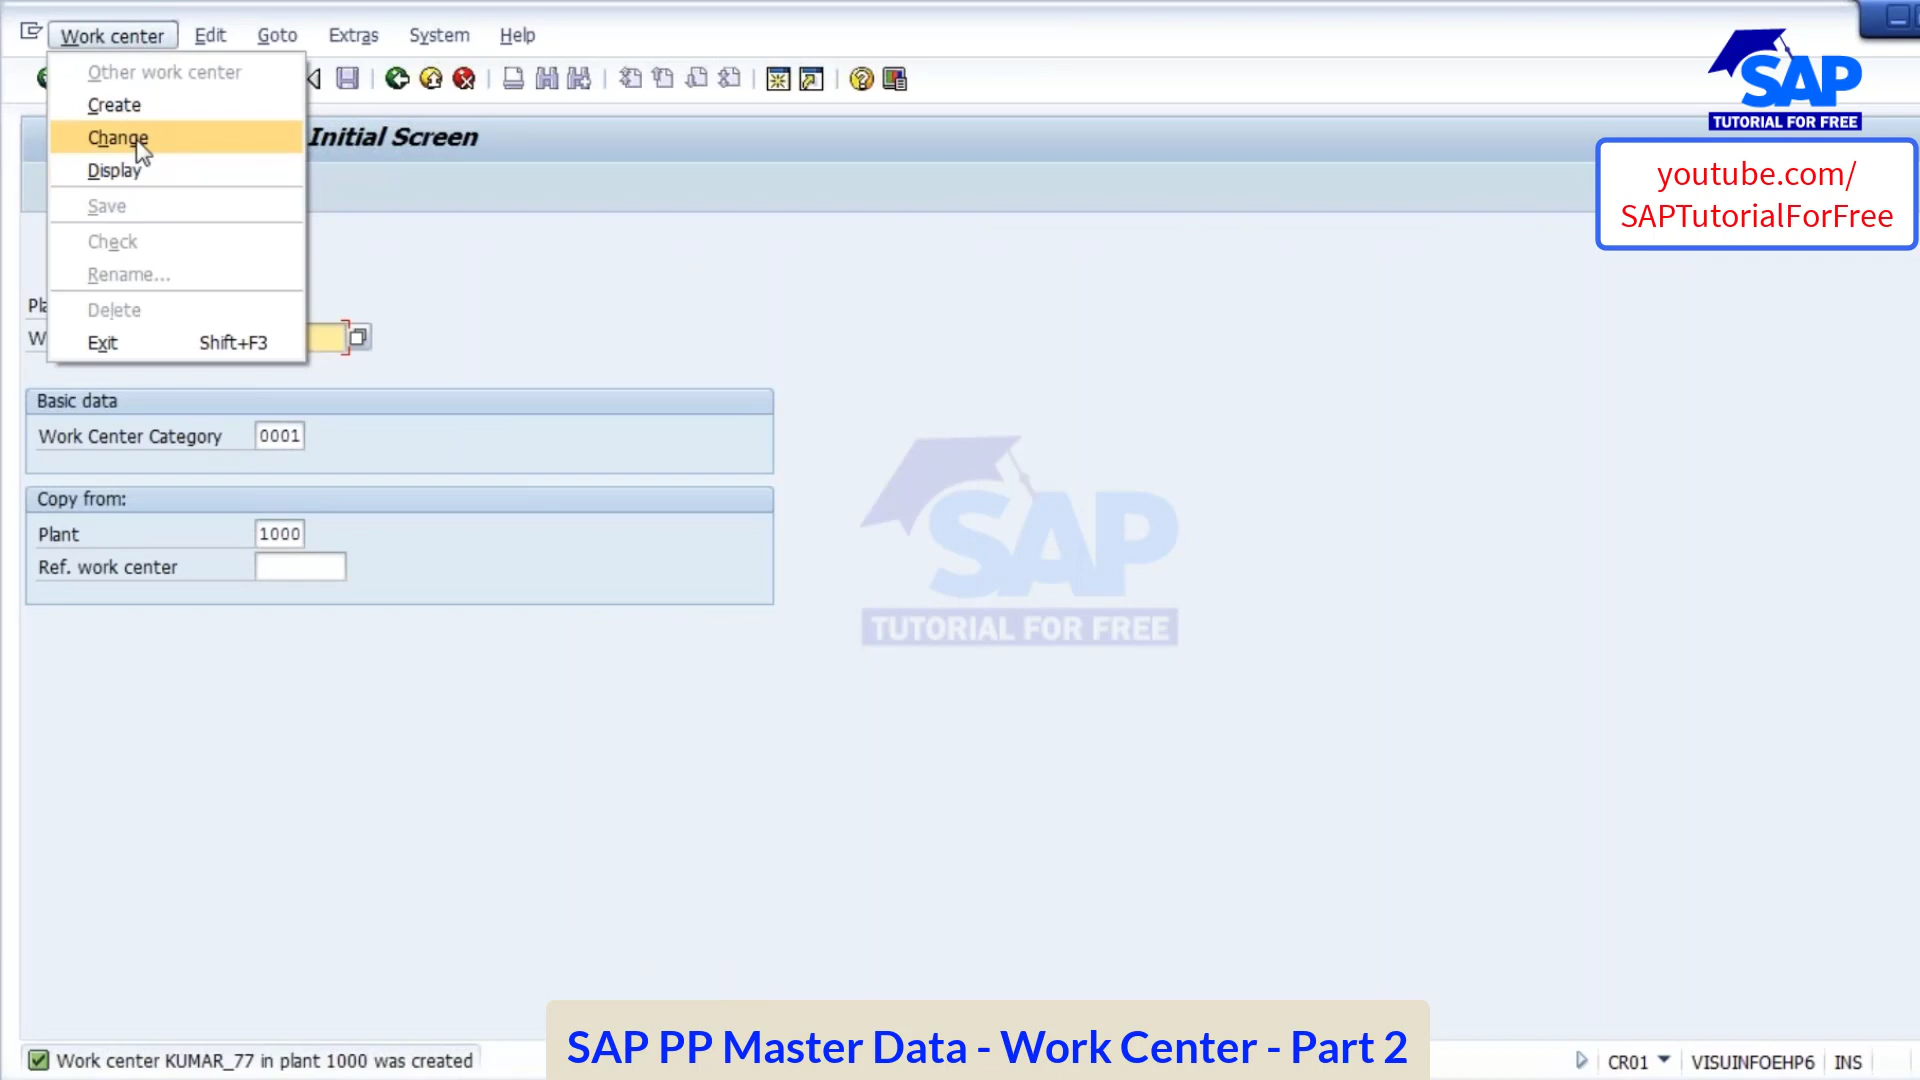 Work center Edit Goto Extras System Help
Other work center
Create
Change
Display
Save
Check
Rename...
Delete
Exit Shift+F3
Initial Screen
SAP
TUTORIAL FOR FREE
youtube.com/
SAPTutorialForFree
Basic data
Work Center Category 0001
Copy from:
Plant 1000
Ref. work center
SAP
TUTORIAL FOR FREE
SAP PP Master Data - Work Center - Part 2
Work center KUMAR_77 in plant 1000 was created
CR01 VISUINFOEHP6 INS